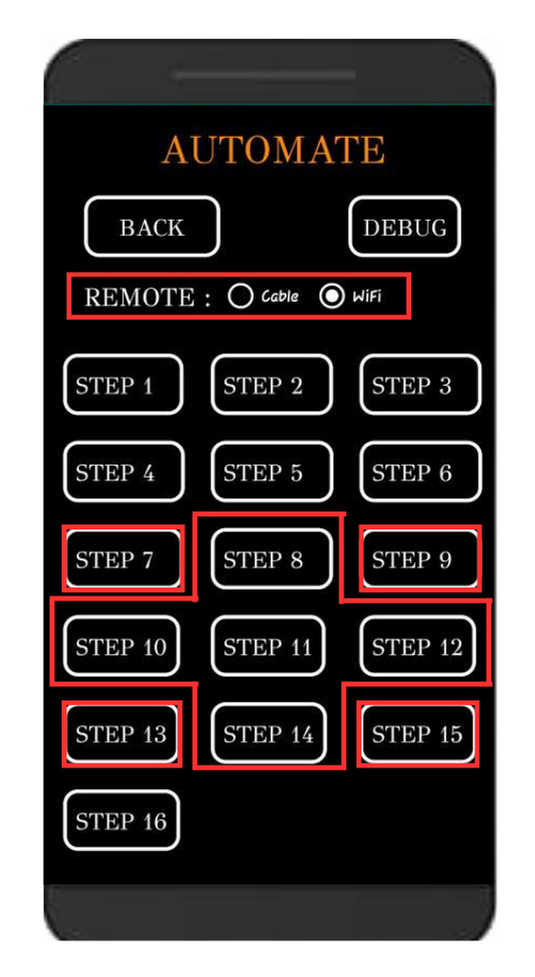 AUTOMATE
BACK DEBUG
REMOTE : Cable WiFi
STEP 1 STEP 2 STEP 3
STEP 4 STEP 5 STEP 6
STEP 7 STEP 8 STEP 9
STEP 10 STEP 11 STEP 12
STEP 13 STEP 14 STEP 15
STEP 16